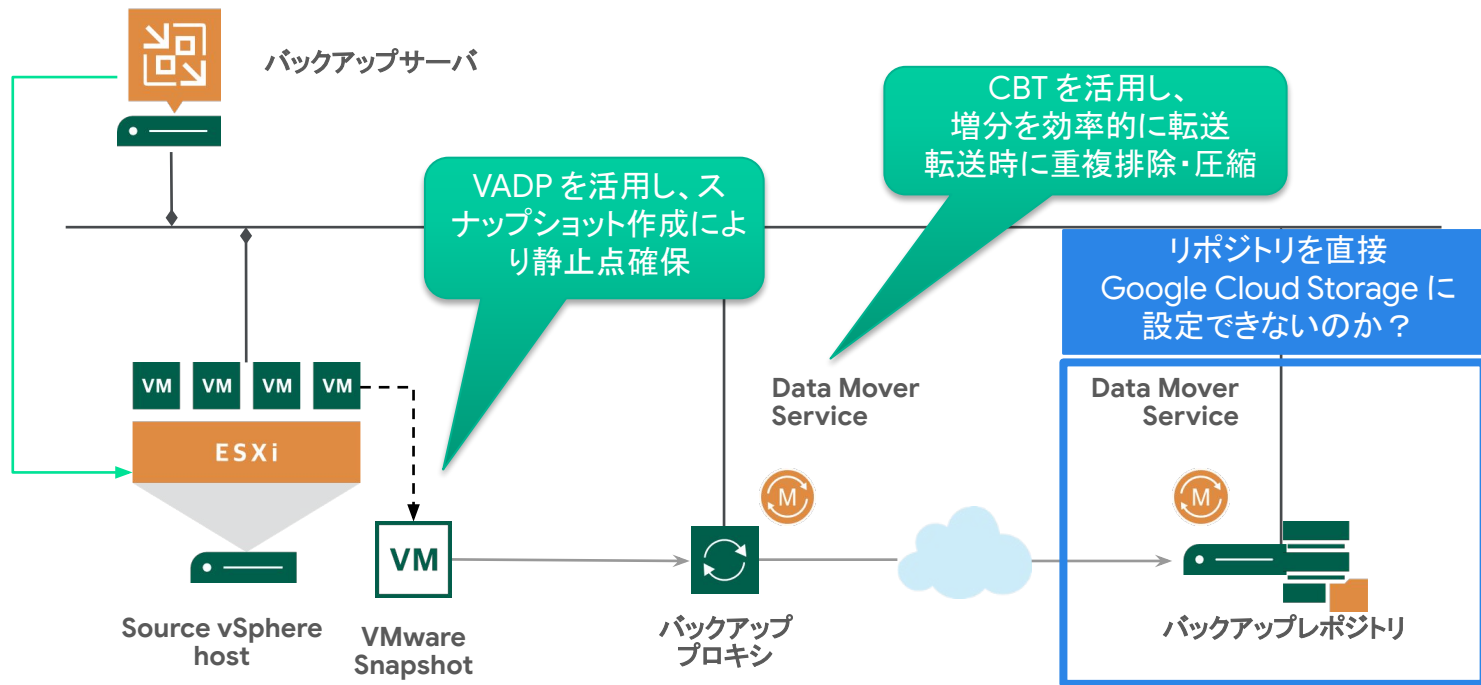 バックアップサーバ
CBT を活用し、
増分を効率的に転送
転送時に重複排除・圧縮
VADP を活用し、ス
ナップショット作成によ
り静止点確保
リポジトリを直接
Google Cloud Storage に
設定できないのか？
VM
VM
VM
VM
ESXi
Data Mover
Service
Data Mover
Service
M
M
VM
Source vSphere
host
VMware
Snapshot
バックアップ
プロキシ
バックアップレポジトリ